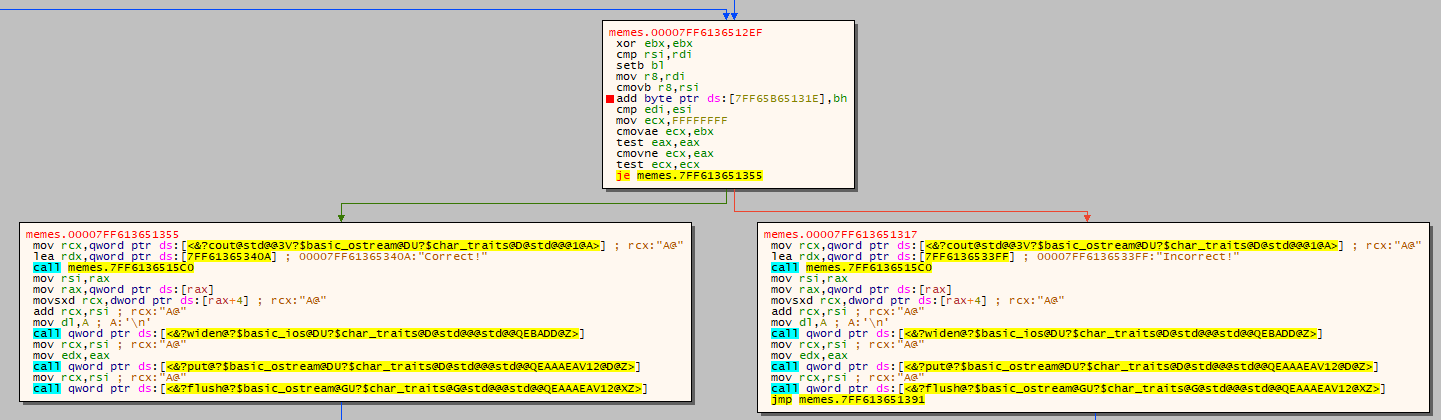 memes.00007FF6136512EF
xor ebx,ebx
cmp rsi,rdi
setb bl
mov r8,rdi
cmovb r8,rsi
add byte ptr ds:[7FF65B65131E],bh
cmp edi,esi
mov ecx,FFFFFFFF
cmovae ecx,ebx
test eax,eax
cmovne ecx,eax
test ecx,ecx
je memes.7FF613651355
memes.00007FF613651355
mov rcx,qword ptr ds:[<&?cout@std@@3V?$basic_ostream@DU?$char_traits@D@std@@@1@A>] ; rcx:"A@"
lea rdx,qword ptr ds:[7FF61365340A] ; 00007FF61365340A:"Correct!"
call memes.7FF6136515C0
mov rsi,rax
mov rax,qword ptr ds:[rax]
movsxd rcx,dword ptr ds:[rax+4] ; rcx:"A@"
add rcx,rsi ; rcx:"A@"
mov dl,A ; A:'\n'
call qword ptr ds:[<&?widen@?$basic_ios@DU?$char_traits@D@std@@@std@@QEBADD@Z>]
mov rcx,rsi ; rcx:"A@"
mov edx,eax
call qword ptr ds:[<&?put@?$basic_ostream@DU?$char_traits@D@std@@@std@@QEAAAEAV12@D@Z>]
mov rcx,rsi ; rcx:"A@"
call qword ptr ds:[<&?flush@?$basic_ostream@GU?$char_traits@G@std@@@std@@QEAAAEAV12@XZ>]
memes.00007FF613651317
mov rcx,qword ptr ds:[<&?cout@std@@3V?$basic_ostream@DU?$char_traits@D@std@@@1@A>] ; rcx:"A@"
lea rdx,qword ptr ds:[7FF6136533FF] ; 00007FF6136533FF:"Incorrect!"
call memes.7FF6136515C0
mov rsi,rax
mov rax,qword ptr ds:[rax]
movsxd rcx,dword ptr ds:[rax+4] ; rcx:"A@"
add rcx,rsi ; rcx:"A@"
mov dl,A ; A:'\n'
call qword ptr ds:[<&?widen@?$basic_ios@DU?$char_traits@D@std@@@std@@QEBADD@Z>]
mov rcx,rsi ; rcx:"A@"
mov edx,eax
call qword ptr ds:[<&?put@?$basic_ostream@DU?$char_traits@D@std@@@std@@QEAAAEAV12@D@Z>]
mov rcx,rsi ; rcx:"A@"
call qword ptr ds:[<&?flush@?$basic_ostream@GU?$char_traits@G@std@@@std@@QEAAAEAV12@XZ>]
jmp memes.7FF613651391